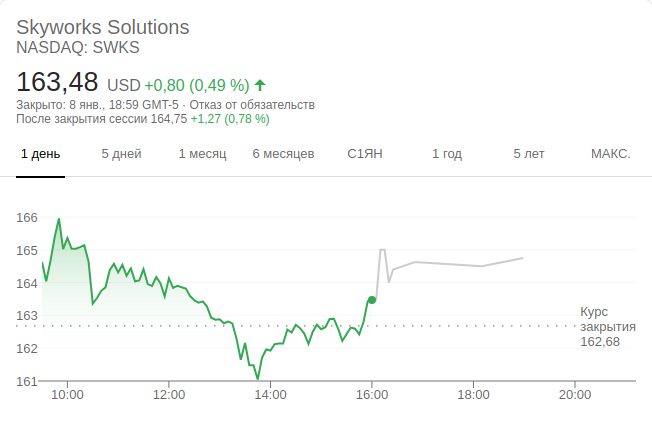 Skyworks Solutions
NASDAQ: SWKS
163,48 USD +0,80 (0,49 %)
Закрыто: 8 янв., 18:59 GMT-5 · Отказ от обязательств
После закрытия сессии 164,75 +1,27 (0,78 %)
1 день 5 дней 1 месяц 6 месяцев С1ЯН 1 год 5 лет МАКС.
166
165
164
163
162
161
Курс
закрытия
162,68
10:00 12:00 14:00 16:00 18:00 20:00